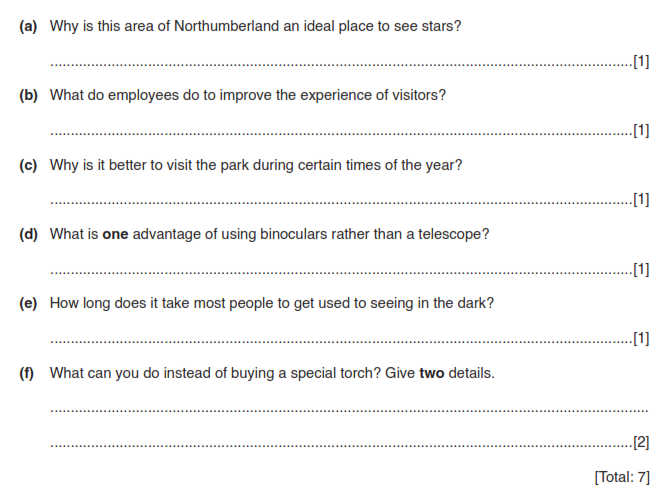 (a) Why is this area of Northumberland an ideal place to see stars?
..............................................................................................................................................[1]
(b) What do employees do to improve the experience of visitors?
..............................................................................................................................................[1]
(c) Why is it better to visit the park during certain times of the year?
..............................................................................................................................................[1]
(d) What is one advantage of using binoculars rather than a telescope?
..............................................................................................................................................[1]
(e) How long does it take most people to get used to seeing in the dark?
..............................................................................................................................................[1]
(f) What can you do instead of buying a special torch? Give two details.
..................................................................................................................................................
..............................................................................................................................................[2]
[Total: 7]